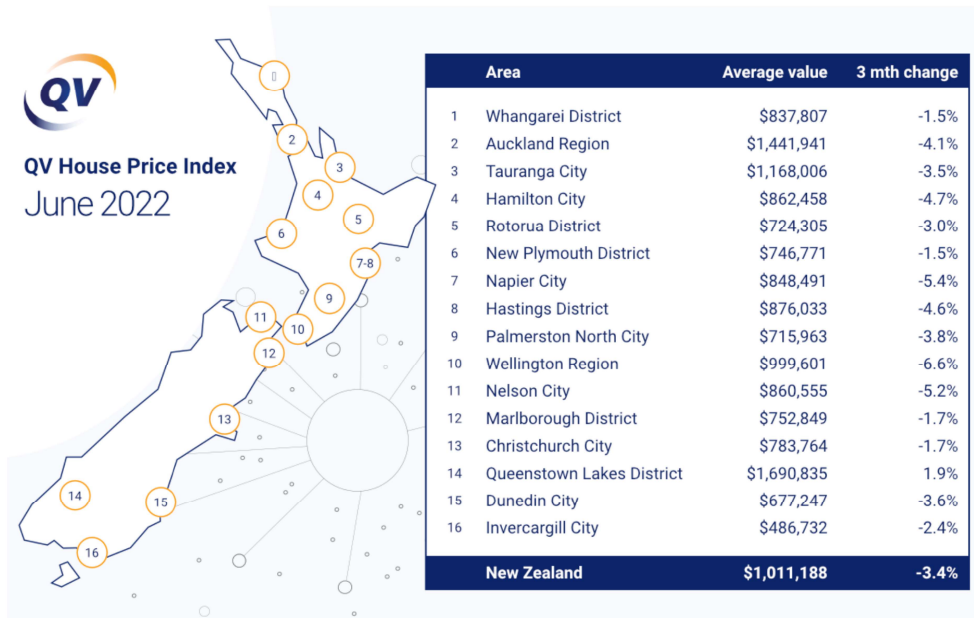 QV
QV House Price Index
June 2022
2
3
4
5
6
7-8
9
10
11
12
13
14
15
16
Area Average value 3 mth change
1 Whangarei District $837,807 -1.5%
2 Auckland Region $1,441,941 -4.1%
3 Tauranga City $1,168,006 -3.5%
4 Hamilton City $862,458 -4.7%
5 Rotorua District $724,305 -3.0%
6 New Plymouth District $746,771 -1.5%
7 Napier City $848,491 -5.4%
8 Hastings District $876,033 -4.6%
9 Palmerston North City $715,963 -3.8%
10 Wellington Region $999,601 -6.6%
11 Nelson City $860,555 -5.2%
12 Marlborough District $752,849 -1.7%
13 Christchurch City $783,764 -1.7%
14 Queenstown Lakes District $1,690,835 1.9%
15 Dunedin City $677,247 -3.6%
16 Invercargill City $486,732 -2.4%
New Zealand $1,011,188 -3.4%